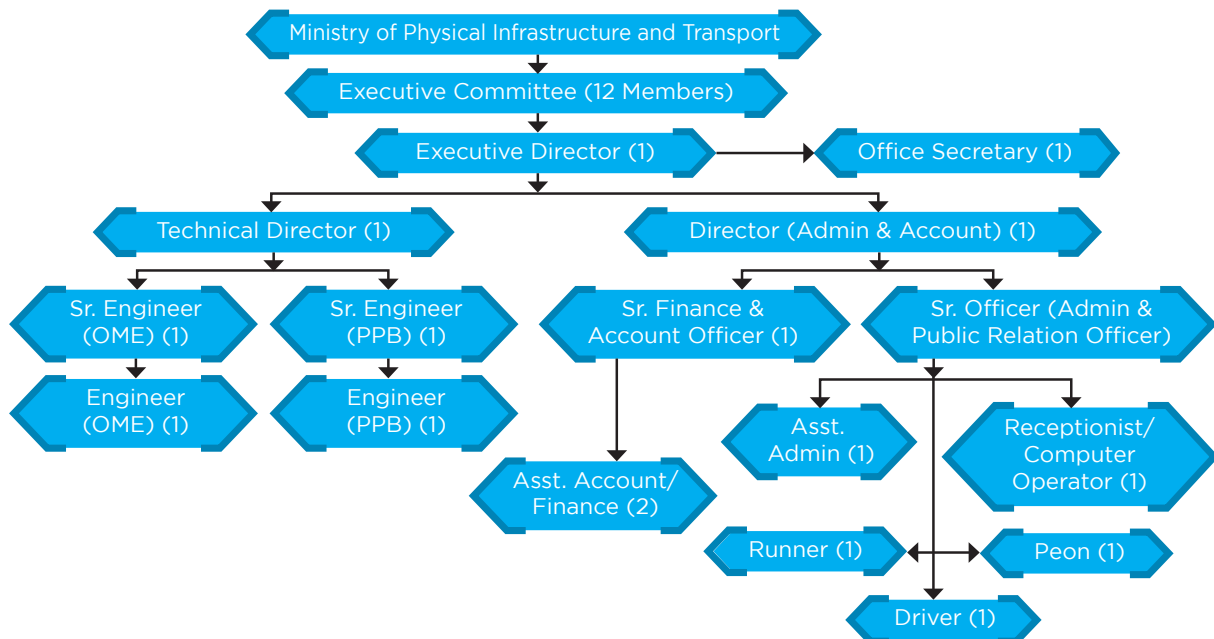 Ministry of Physical Infrastructure and Transport
Executive Committee (12 Members)
Executive Director (1)
Office Secretary (1)
Technical Director (1)
Director (Admin & Account) (1)
Sr. Engineer
(OME) (1)
Sr. Engineer
(PPB) (1)
Sr. Finance &
Account Officer (1)
Sr. Officer (Admin &
Public Relation Officer)
Engineer
(OME) (1)
Engineer
(PPB) (1)
Asst.
Admin (1)
Receptionist/
Computer
Operator (1)
Asst. Account/
Finance (2)
Runner (1)
Peon (1)
Driver (1)